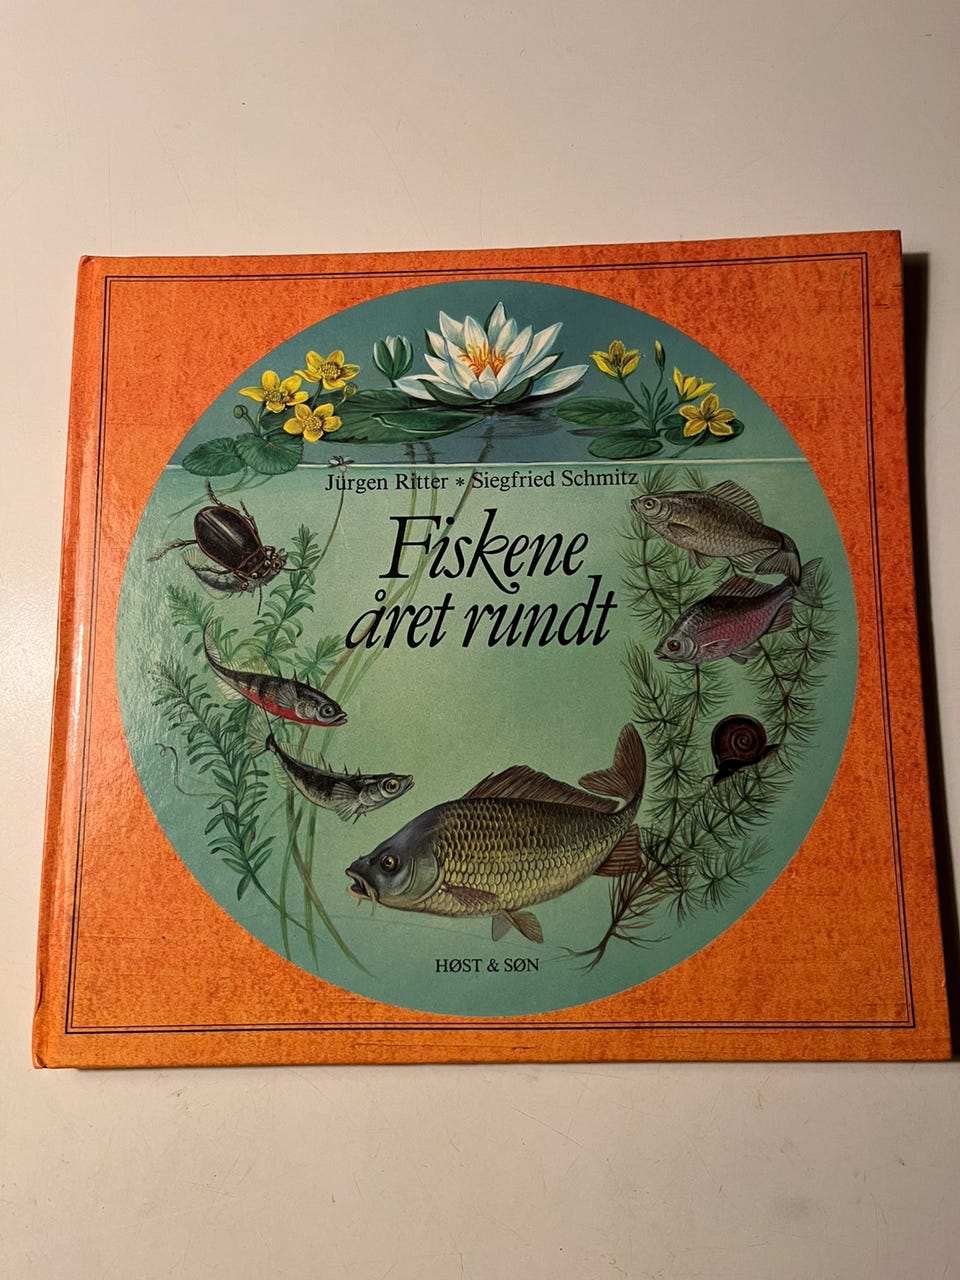 Jürgen Ritter * Siegfried Schmitz
Fiskene
året rundt
HØST & SØN